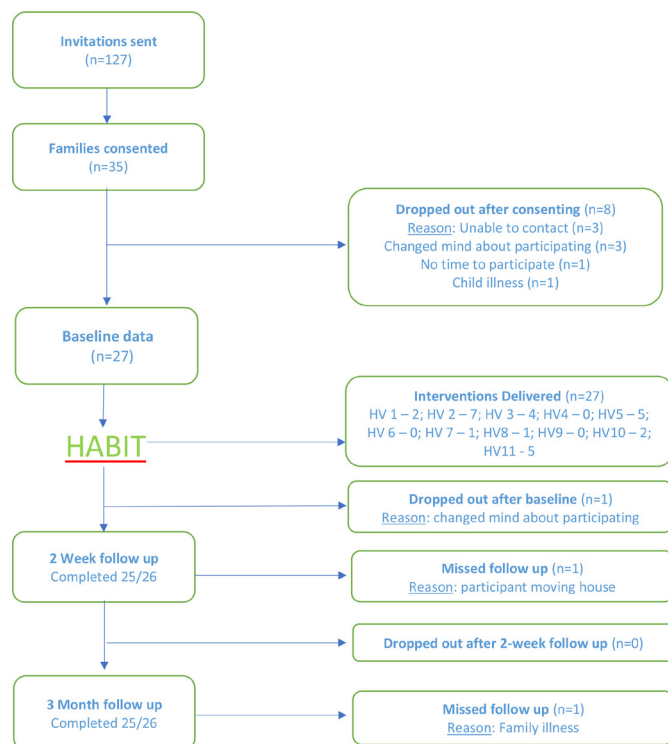 Invitations sent
(n=127)
Families consented
(n=35)
Dropped out after consenting (n=8)
Reason: Unable to contact (n=3)
Changed mind about participating (n=3)
No time to participate (n=1)
Child illness (n=1)
Baseline data
(n=27)
Interventions Delivered (n=27)
HV 1 – 2; HV 2 – 7; HV 3 – 4; HV4 – 0; HV5 – 5;
HV 6 – 0; HV 7 – 1; HV8 – 1; HV9 – 0; HV10 – 2;
HV11 - 5
HABIT
Dropped out after baseline (n=1)
Reason: changed mind about participating
2 Week follow up
Completed 25/26
Missed follow up (n=1)
Reason: participant moving house
Dropped out after 2-week follow up (n=0)
3 Month follow up
Completed 25/26
Missed follow up (n=1)
Reason: Family illness